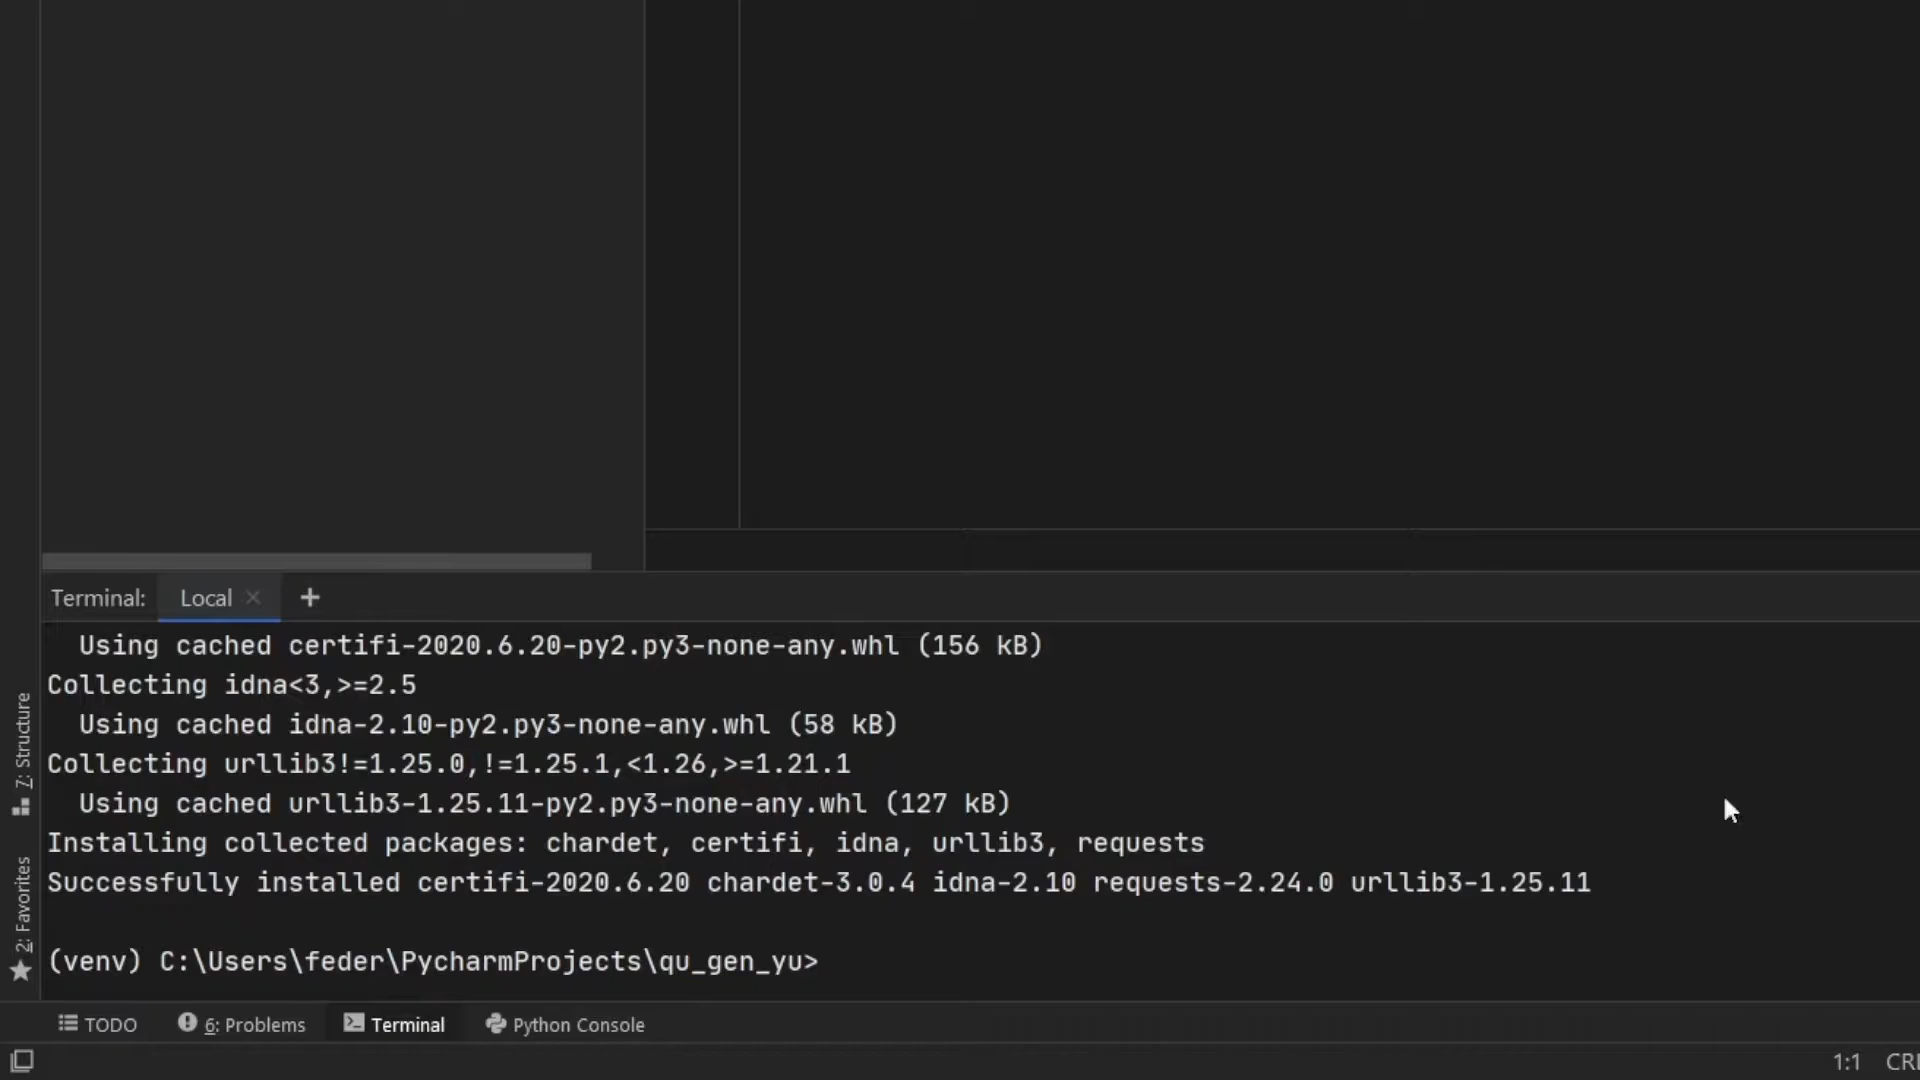 Terminal: Local × +
Using cached certifi-2020.6.20-py2.py3-none-any.whl (156 kB)
Collecting idna<3,>=2.5
Using cached idna-2.10-py2.py3-none-any.whl (58 kB)
Collecting urllib3!=1.25.0,!=1.25.1,<1.26,>=1.21.1
Using cached urllib3-1.25.11-py2.py3-none-any.whl (127 kB)
Installing collected packages: chardet, certifi, idna, urllib3, requests
Successfully installed certifi-2020.6.20 chardet-3.0.4 idna-2.10 requests-2.24.0 urllib3-1.25.11
(venv) C:\Users\feder\PycharmProjects\qu_gen_yu>
7: Structure
2: Favorites
TODO 6: Problems Terminal Python Console
1:1